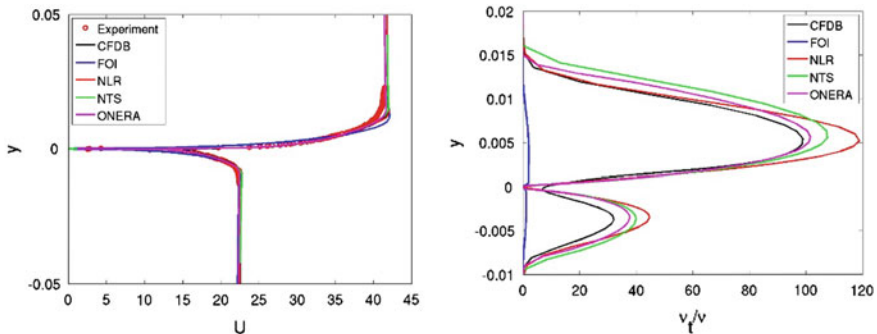 0.05
0
-0.05
y
0 5 10 15 20 25 30 35 40 45
U
Experiment
CFDB
FOI
NLR
NTS
ONERA
0.02
0.015
0.01
0.005
0
-0.005
-0.01
y
0 20 40 60 80 100 120
νt/ν
CFDB
FOI
NLR
NTS
ONERA